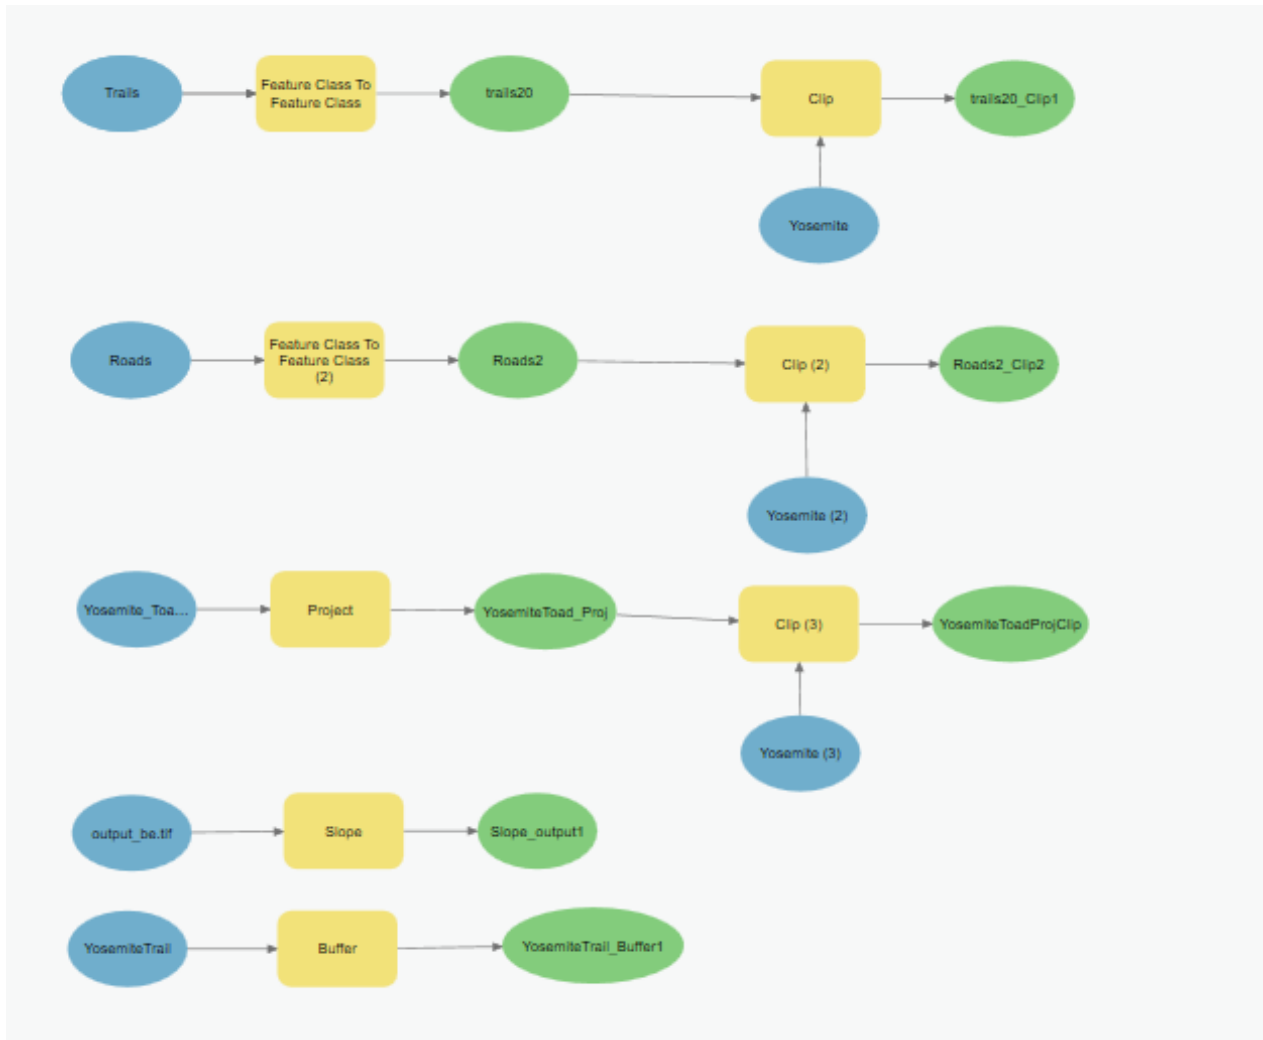 Trails
Feature Class To
Feature Class
trails20
Clip
trails20_Clip1
Yosemite
Roads
Feature Class To
Feature Class
(2)
Roads2
Clip (2)
Roads2_Clip2
Yosemite (2)
Yosemite_Toa...
Project
YosemiteToad_Proj
Clip (3)
YosemiteToadProjClip
Yosemite (3)
output_be.tif
Slope
Slope_output1
YosemiteTrail
Buffer
YosemiteTrail_Buffer1